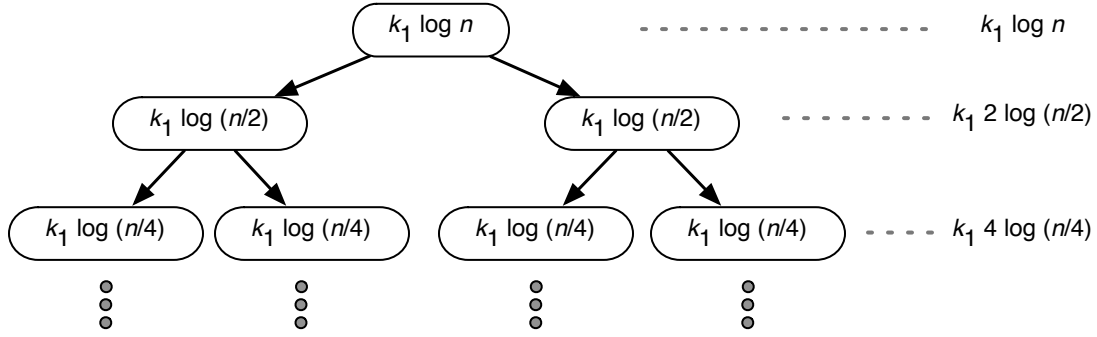 k₁ log n k₁ log n
k₁ log (n/2) k₁ log (n/2) k₁ 2 log (n/2)
k₁ log (n/4) k₁ log (n/4) k₁ log (n/4) k₁ log (n/4) k₁ 4 log (n/4)